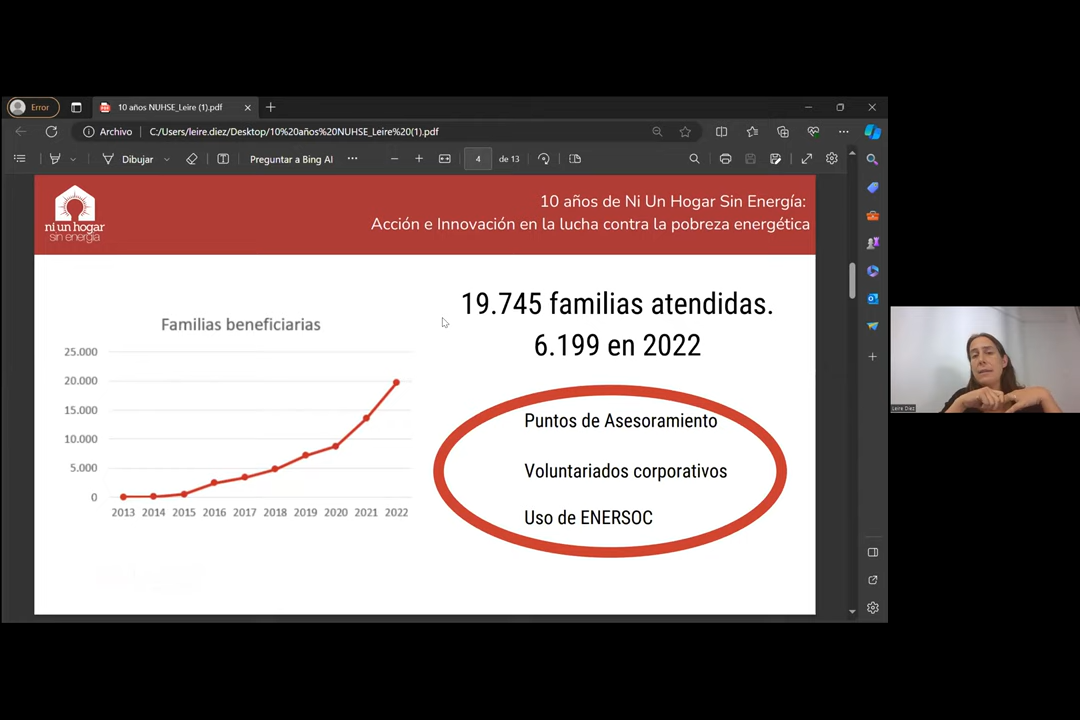 Error
10 años NUHSE_Leire (1).pdf
Archivo
C:/Users/leire.diez/Desktop/10%20años%20NUHSE_Leire%20(1).pdf
Dibujar
Preguntar a Bing AI
4
de 13
ni un hogar
sin energía
10 años de Ni Un Hogar Sin Energía:
Acción e Innovación en la lucha contra la pobreza energética
Familias beneficiarias
25.000
20.000
15.000
10.000
5.000
0
2013 2014 2015 2016 2017 2018 2019 2020 2021 2022
19.745 familias atendidas.
6.199 en 2022
Puntos de Asesoramiento
Voluntariados corporativos
Uso de ENERSOC
Leire Diez